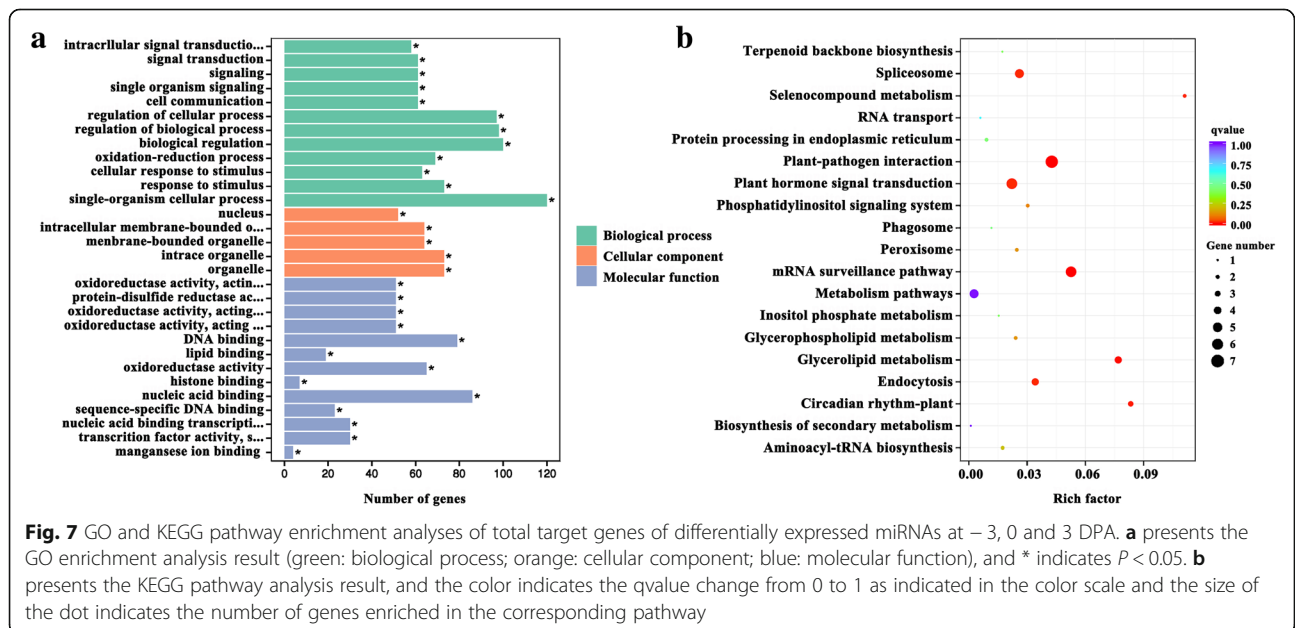 a
intracrllular signal transductio...
signal transduction
signaling
single organism signaling
cell communication
regulation of cellular process
regulation of biological process
biological regulation
oxidation-reduction process
cellular response to stimulus
response to stimulus
single-organism cellular process
nucleus
intracellular membrane-bounded o...
menbrane-bounded organelle
intrace organelle
organelle
oxidoreductase activity, actin...
protein-disulfide reductase ac...
oxidoreductase activity, acting...
oxidoreductase activity, acting ...
DNA binding
lipid binding
oxidoreductase activity
histone binding
nucleic acid binding
sequence-specific DNA binding
nucleic acid binding transcripti...
transcrition factor activity, s...
mangansese ion binding
* * * * * * * * * * * * * * * * * * * * * * * * * * * * * *
0 20 40 60 80 100 120
Number of genes
Biological process
Cellular component
Molecular function
b
Terpenoid backbone biosynthesis
Spliceosome
Selenocompound metabolism
RNA transport
Protein processing in endoplasmic reticulum
Plant-pathogen interaction
Plant hormone signal transduction
Phosphatidylinositol signaling system
Phagosome
Peroxisome
mRNA surveillance pathway
Metabolism pathways
Inositol phosphate metabolism
Glycerophospholipid metabolism
Glycerolipid metabolism
Endocytosis
Circadian rhythm-plant
Biosynthesis of secondary metabolism
Aminoacyl-tRNA biosynthesis
0.00 0.03 0.06 0.09
Rich factor
qvalue
1.00
0.75
0.50
0.25
0.00
Gene number
1
2
3
4
5
6
7
Fig. 7 GO and KEGG pathway enrichment analyses of total target genes of differentially expressed miRNAs at − 3, 0 and 3 DPA. a presents the
GO enrichment analysis result (green: biological process; orange: cellular component; blue: molecular function), and * indicates P < 0.05. b
presents the KEGG pathway analysis result, and the color indicates the qvalue change from 0 to 1 as indicated in the color scale and the size of
the dot indicates the number of genes enriched in the corresponding pathway